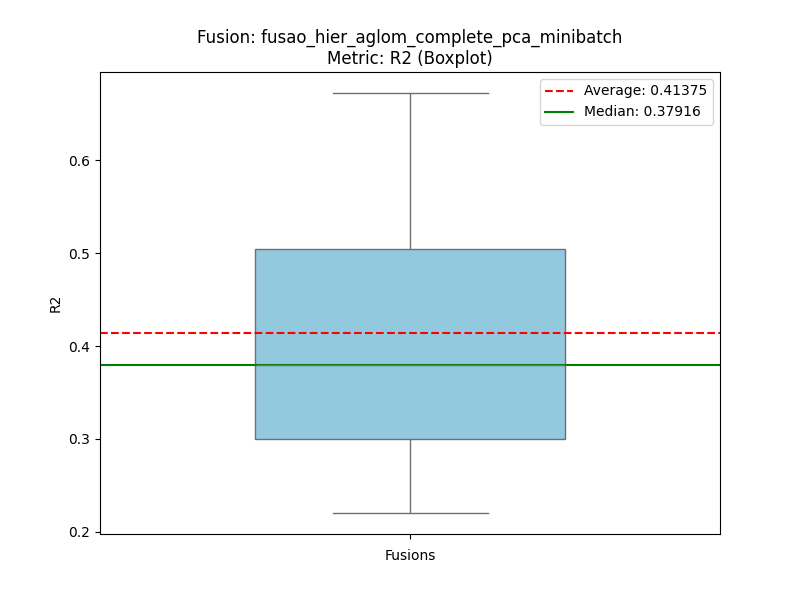 Fusion: fusao_hier_aglom_complete_pca_minibatch
Metric: R2 (Boxplot)
Average: 0.41375
Median: 0.37916
0.6
0.5
0.4
0.3
0.2
R2
Fusions